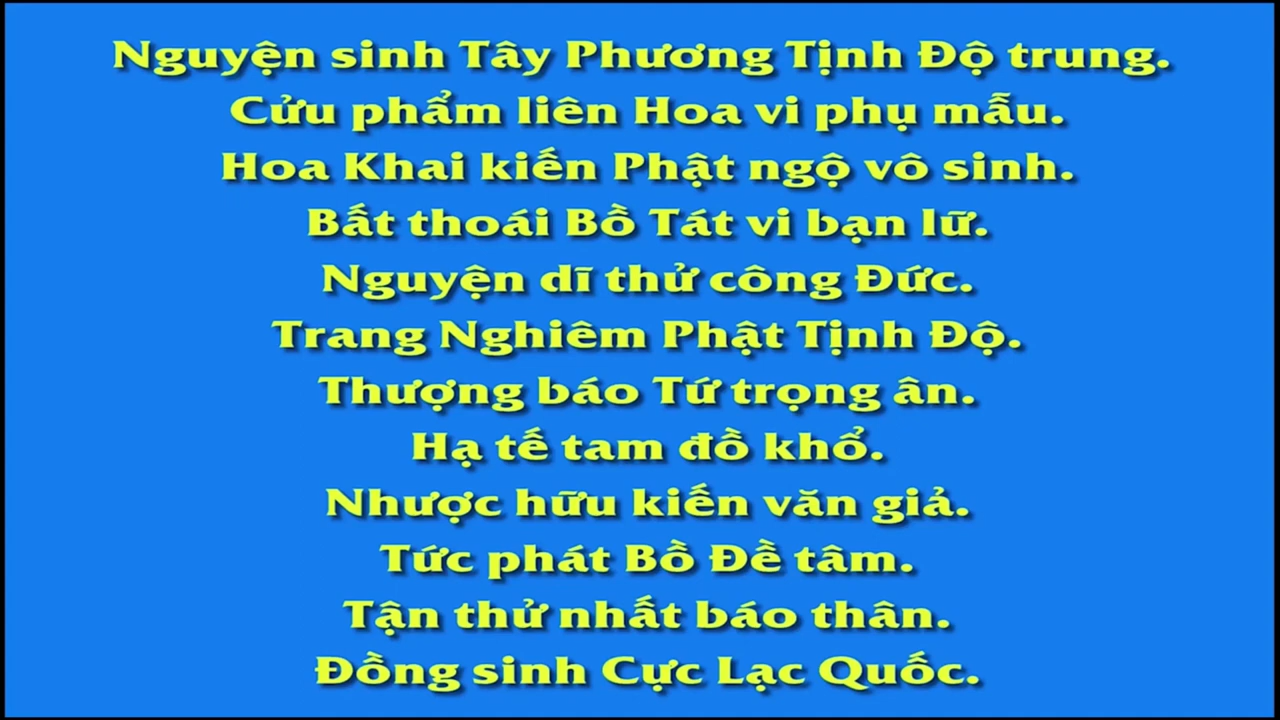 Nguyện sinh Tây Phương Tịnh Độ trung.
Cửu phẩm liên Hoa vi phụ mẫu.
Hoa Khai kiến Phật ngộ vô sinh.
Bất thoái Bồ Tát vi bạn lữ.
Nguyện dĩ thử công Đức.
Trang Nghiêm Phật Tịnh Độ.
Thượng báo Tứ trọng ân.
Hạ tế tam đồ khổ.
Nhược hữu kiến văn giả.
Tức phát Bồ Đề tâm.
Tận thử nhất báo thân.
Đồng sinh Cực Lạc Quốc.